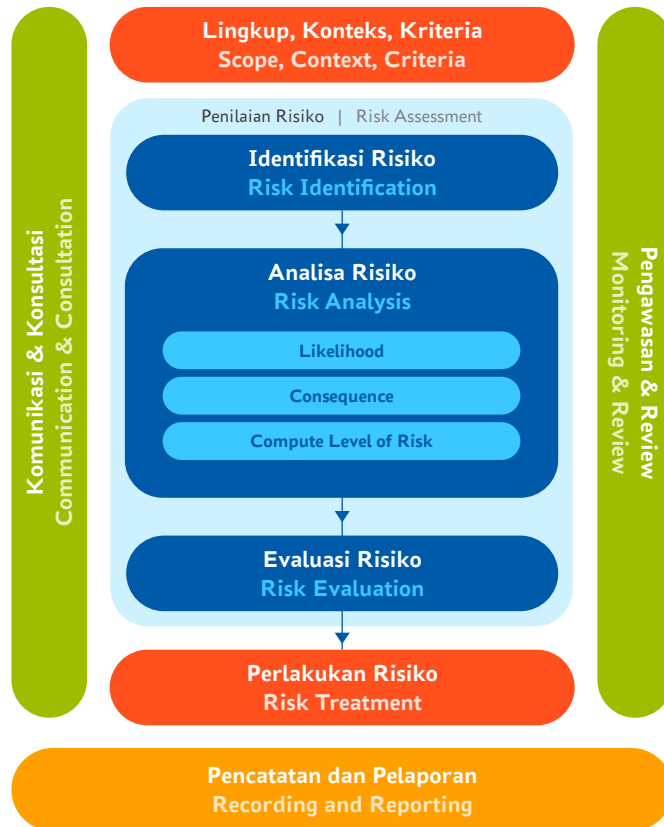 Lingkup, Konteks, Kriteria
Scope, Context, Criteria
Komunikasi & Konsultasi
Communication & Consultation
Penilaian Risiko | Risk Assessment
Identifikasi Risiko
Risk Identification
Analisa Risiko
Risk Analysis
Likelihood
Consequence
Compute Level of Risk
Evaluasi Risiko
Risk Evaluation
Perlakukan Risiko
Risk Treatment
Pengawasan & Review
Monitoring & Review
Pencatatan dan Pelaporan
Recording and Reporting